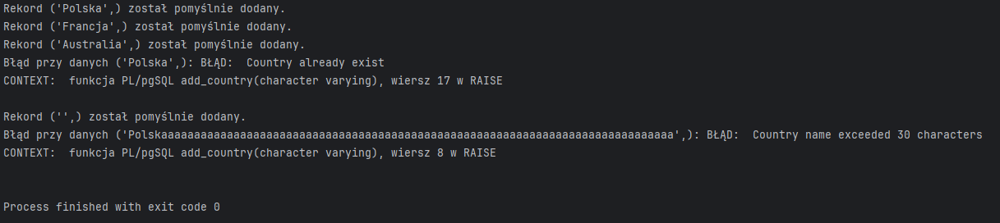 Rekord ('Polska',) został pomyślnie dodany.
Rekord ('Francja',) został pomyślnie dodany.
Rekord ('Australia',) został pomyślnie dodany.
Błąd przy danych ('Polska',): BŁĄD:  Country already exist
CONTEXT:  funkcja PL/pgSQL add_country(character varying), wiersz 17 w RAISE
Rekord ('',) został pomyślnie dodany.
Błąd przy danych ('Polskaaaaaaaaaaaaaaaaaaaaaaaaaaaaaaaaaaaaaaaaaaaaaaaaaaaaaaaaaaaaaaaaaaaaaaaaaaaaaaa',): BŁĄD:  Country name exceeded 30 characters
CONTEXT:  funkcja PL/pgSQL add_country(character varying), wiersz 8 w RAISE
Process finished with exit code 0